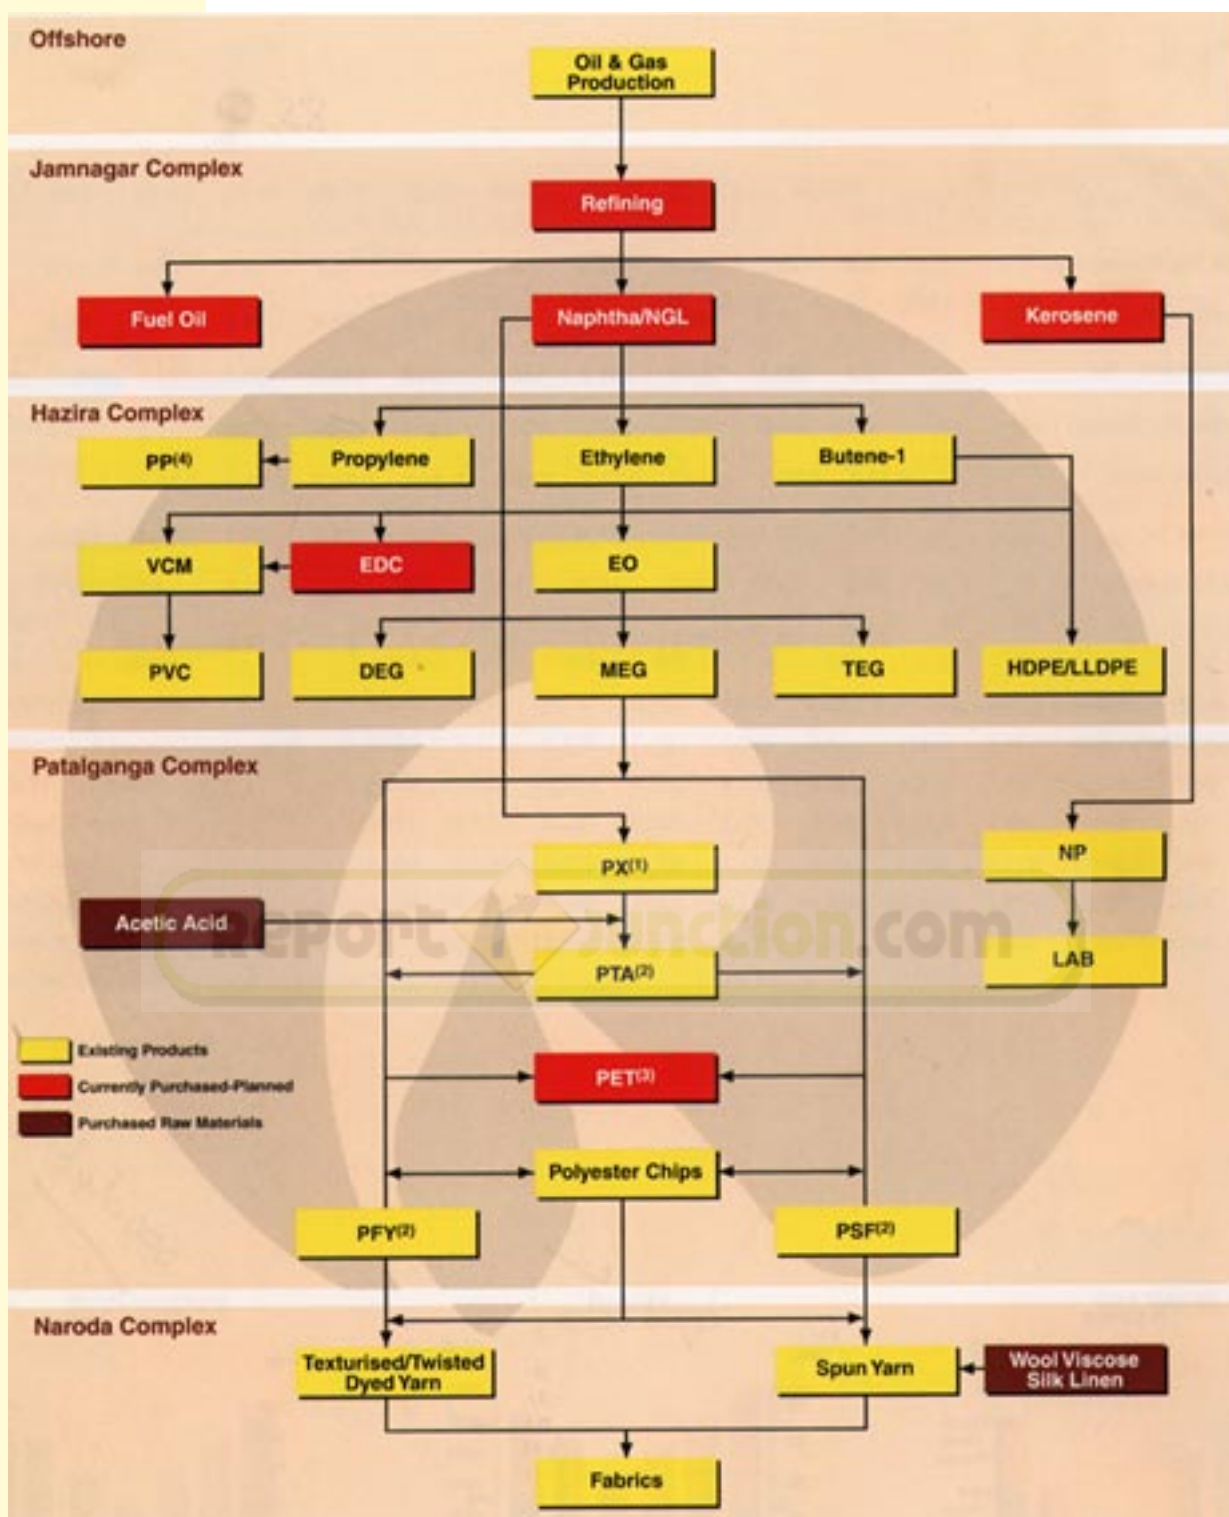 Offshore
Oil & Gas
Production
Jamnagar Complex
Refining
Fuel Oil
Naphtha/NGL
Kerosene
Hazira Complex
PP(4)
Propylene
Ethylene
Butene-1
VCM
EDC
EO
PVC
DEG
MEG
TEG
HDPE/LLDPE
Patalganga Complex
PX(1)
NP
Acetic Acid
Report Junction.com
PTA(2)
LAB
Existing Products
Currently Purchased-Planned
Purchased Raw Materials
PET(3)
Polyester Chips
PFY(2)
PSF(2)
Naroda Complex
Texturised/Twisted
Dyed Yarn
Spun Yarn
Wool Viscose
Silk Linen
Fabrics